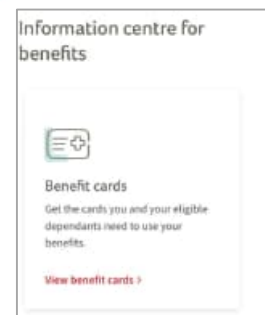 Information centre for
benefits
Benefit cards
Get the cards you and your eligible
dependants need to use your
benefits.
View benefit cards >